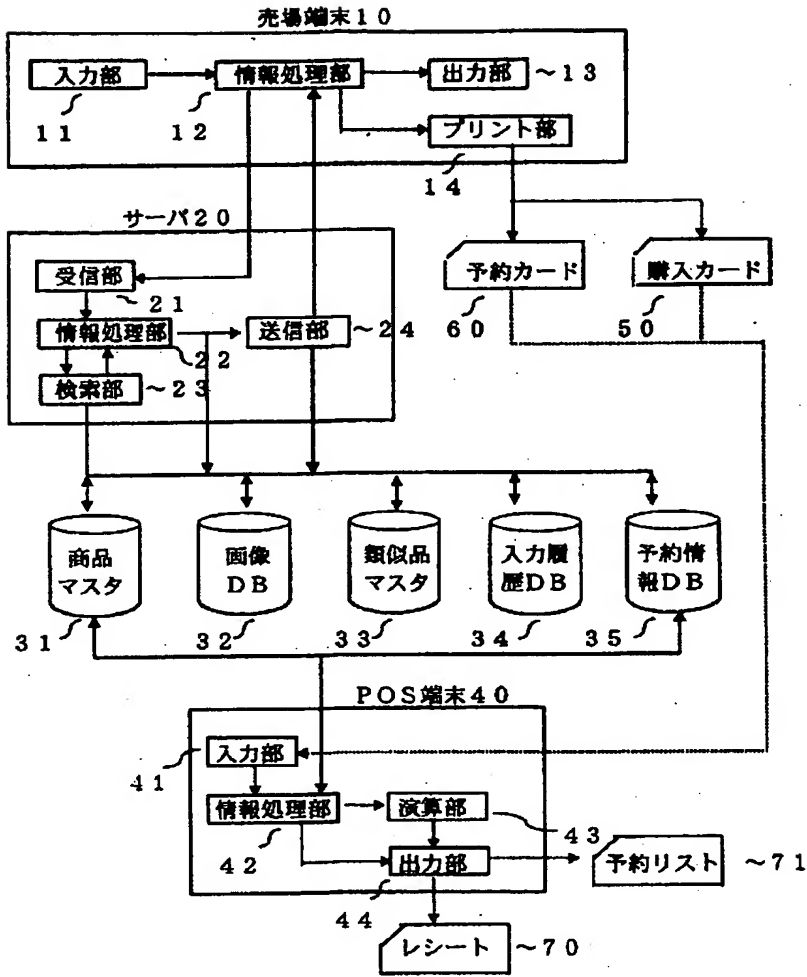 売場端末10
入力部
情報処理部
出力部
~13
11
12
プリント部
14
サーバ20
受信部
21
情報処理部
22
送信部
~24
検索部
~23
予約カード
60
購入カード
50
商品
マスタ
31
画像
DB
32
類似品
マスタ
33
入力履
歴DB
34
予約情
報DB
35
POS端末40
入力部
41
情報処理部
42
演算部
43
出力部
44
予約リスト
~71
レシート
~70